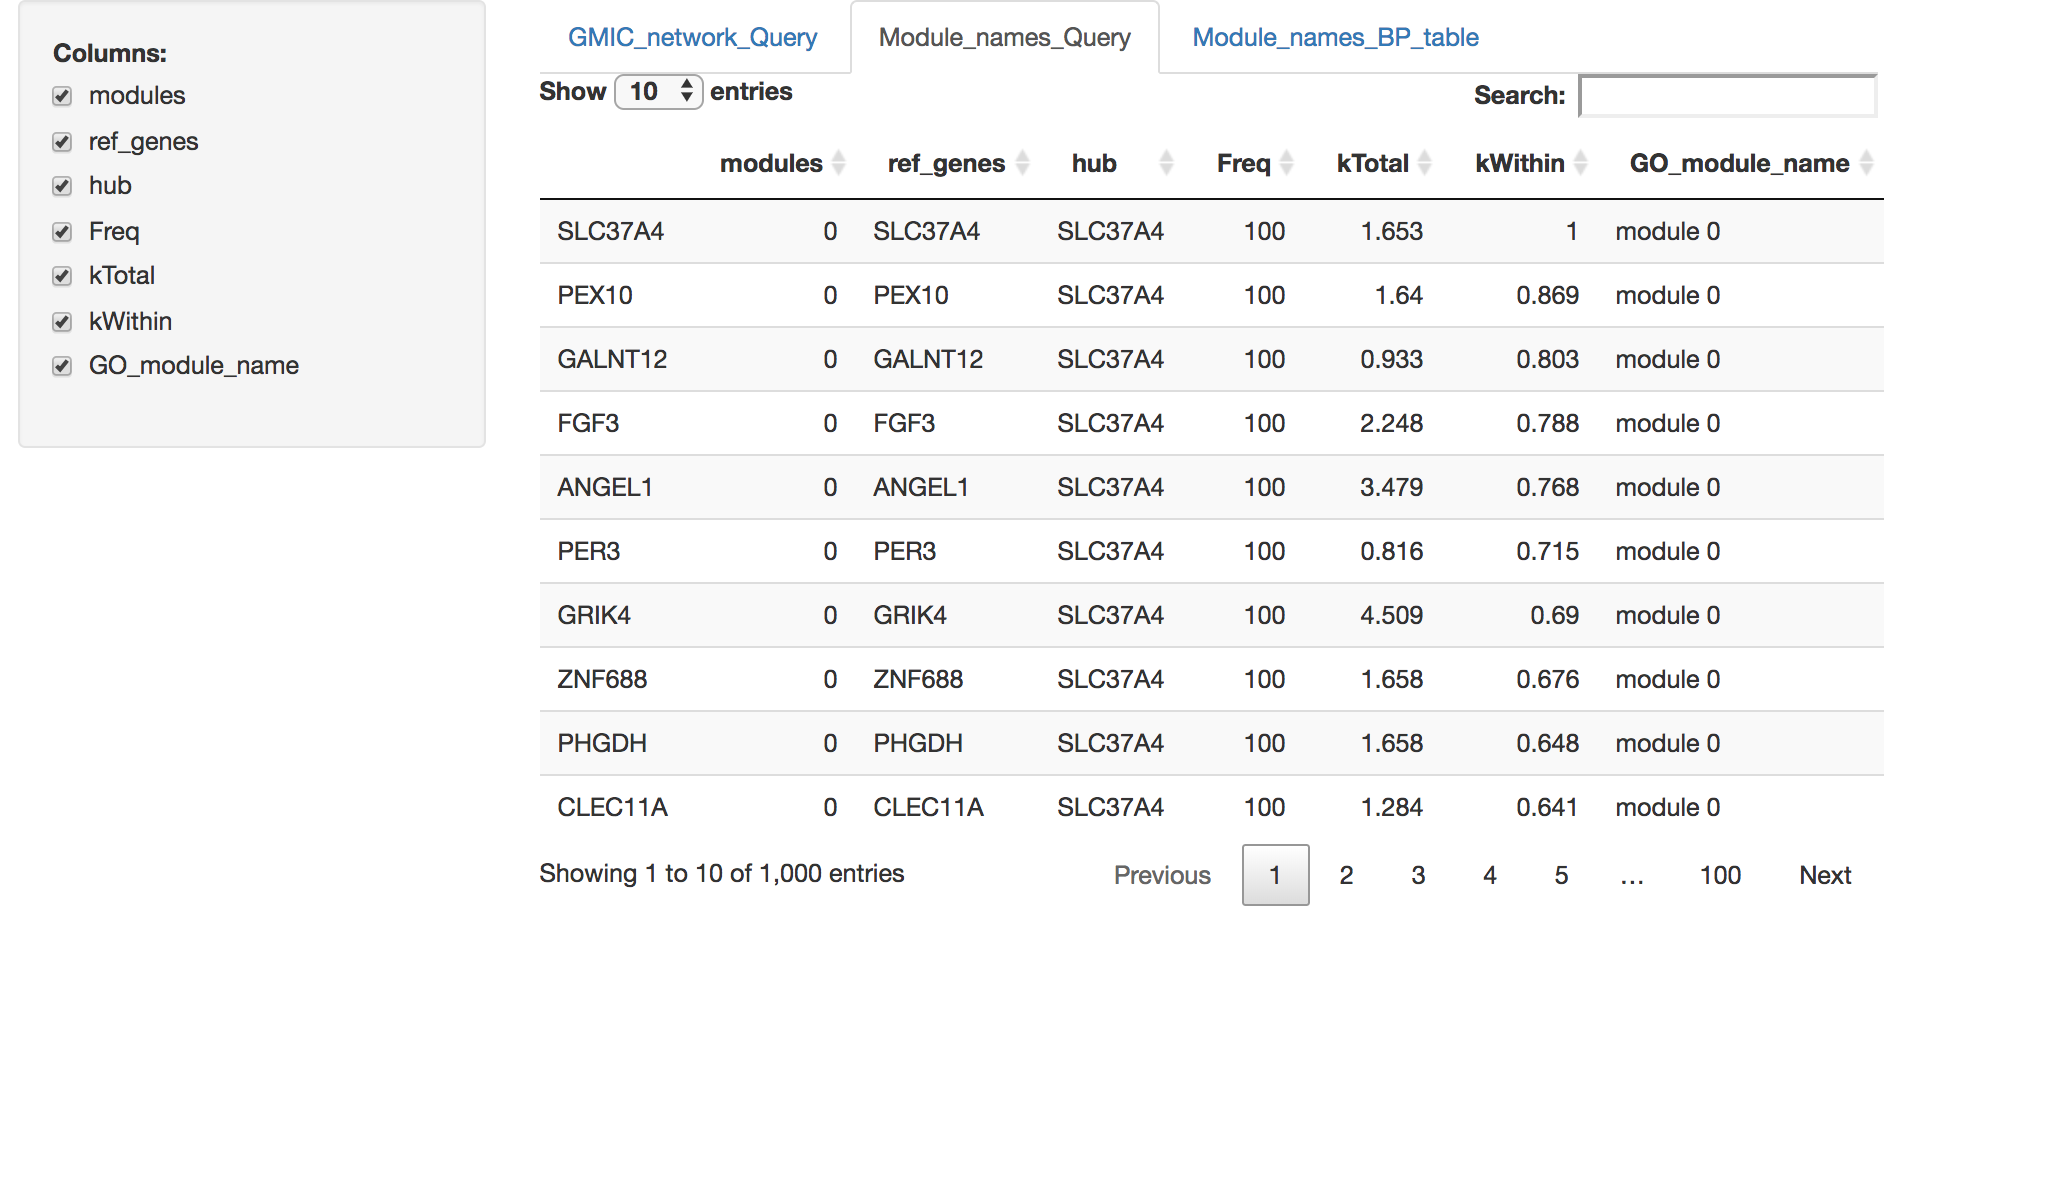 Columns:
modules
ref_genes
hub
Freq
kTotal
kWithin
GO_module_name
GMIC_network_Query Module_names_Query Module_names_BP_table
Show 10 entries Search:
modules ref_genes hub Freq kTotal kWithin GO_module_name
SLC37A4 0 SLC37A4 SLC37A4 100 1.653 1 module 0
PEX10 0 PEX10 SLC37A4 100 1.64 0.869 module 0
GALNT12 0 GALNT12 SLC37A4 100 0.933 0.803 module 0
FGF3 0 FGF3 SLC37A4 100 2.248 0.788 module 0
ANGEL1 0 ANGEL1 SLC37A4 100 3.479 0.768 module 0
PER3 0 PER3 SLC37A4 100 0.816 0.715 module 0
GRIK4 0 GRIK4 SLC37A4 100 4.509 0.69 module 0
ZNF688 0 ZNF688 SLC37A4 100 1.658 0.676 module 0
PHGDH 0 PHGDH SLC37A4 100 1.658 0.648 module 0
CLEC11A 0 CLEC11A SLC37A4 100 1.284 0.641 module 0
Showing 1 to 10 of 1,000 entries Previous 1 2 3 4 5 … 100 Next